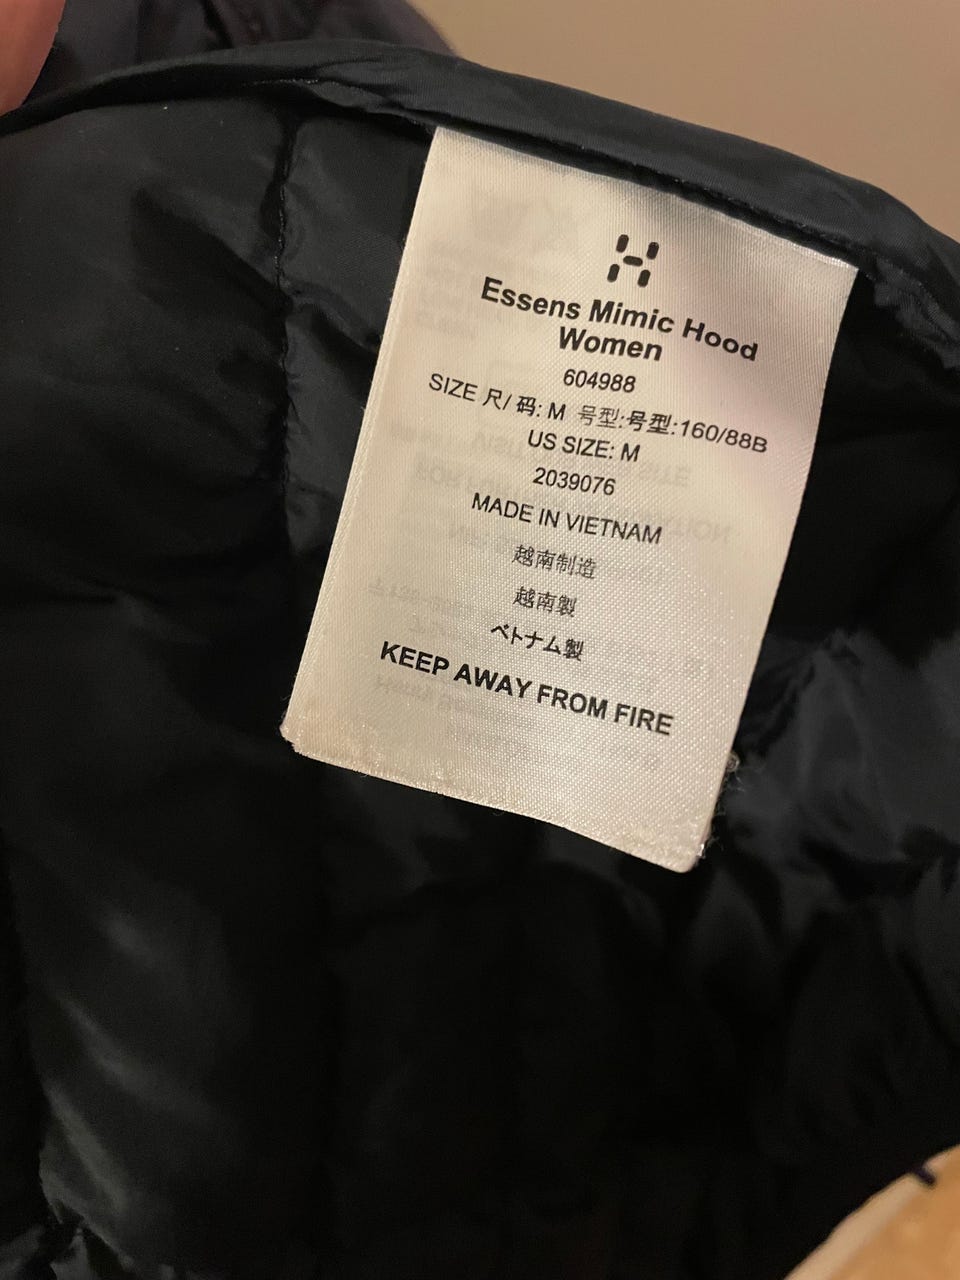 Essens Mimic Hood
Women
604988
SIZE 尺/ 码: M 号型:号型:160/88B
US SIZE: M
2039076
MADE IN VIETNAM
越南制造
越南製
ベトナム製
KEEP AWAY FROM FIRE